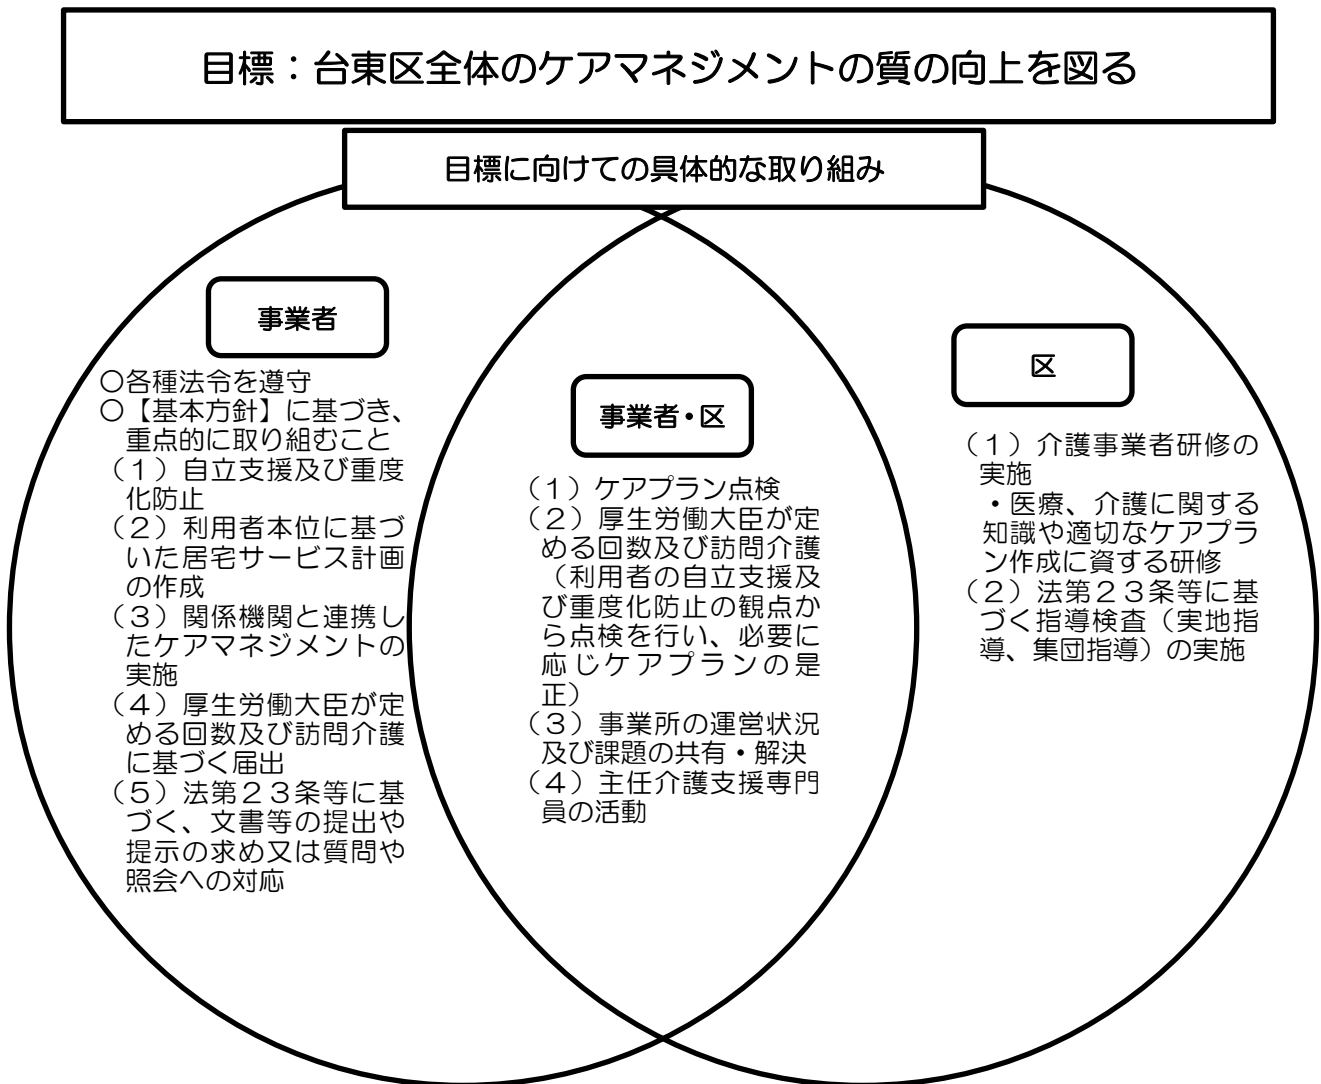 目標：台東区全体のケアマネジメントの質の向上を図る
目標に向けての具体的な取り組み
事業者
〇各種法令を遵守
〇【基本方針】に基づき、
重点的に取り組むこと
（１）自立支援及び重度
化防止
（２）利用者本位に基づ
いた居宅サービス計画
の作成
（３）関係機関と連携し
たケアマネジメントの
実施
（４）厚生労働大臣が定
める回数及び訪問介護
に基づく届出
（５）法第２３条等に基
づく、文書等の提出や
提示の求め又は質問や
照会への対応
事業者・区
（１）ケアプラン点検
（２）厚生労働大臣が定
める回数及び訪問介護
（利用者の自立支援及
び重度化防止の観点か
ら点検を行い、必要に
応じケアプランの是
正）
（３）事業所の運営状況
及び課題の共有・解決
（４）主任介護支援専門
員の活動
区
（１）介護事業者研修の
実施
・医療、介護に関する
知識や適切なケアプラ
ン作成に資する研修
（２）法第２３条等に基
づく指導検査（実地指
導、集団指導）の実施